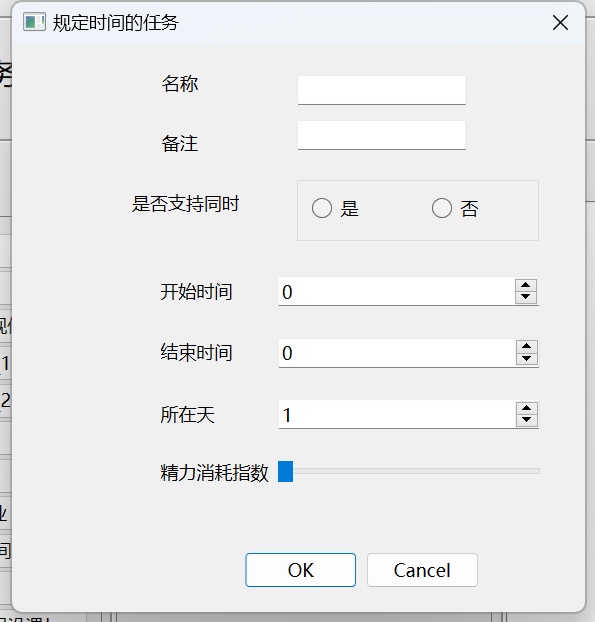 规定时间的任务
名称
备注
是否支持同时
是 否
开始时间 0
结束时间 0
所在天 1
精力消耗指数
OK Cancel